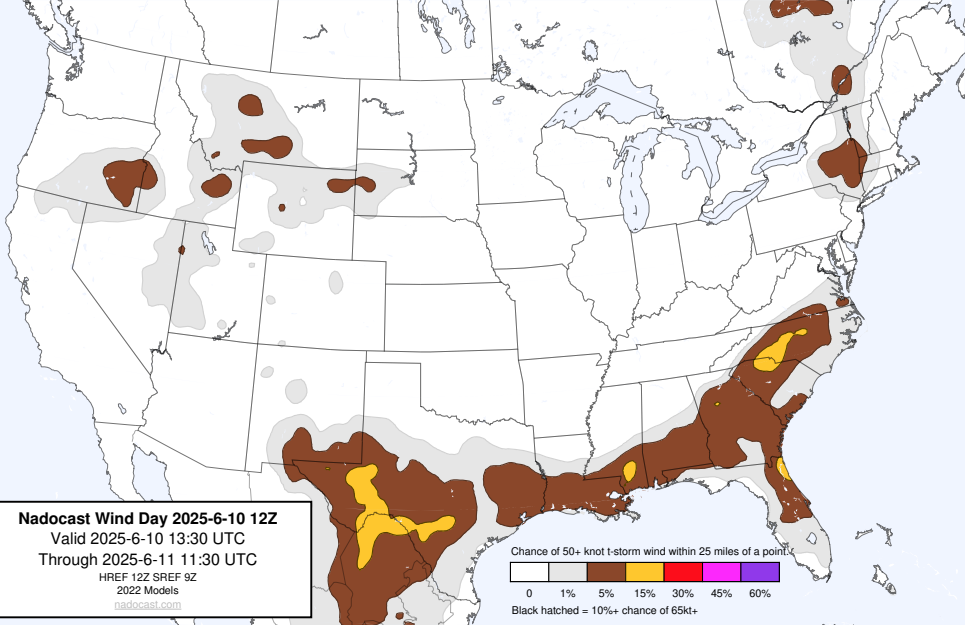 Nadocast Wind Day 2025-6-10 12Z
Valid 2025-6-10 13:30 UTC
Through 2025-6-11 11:30 UTC
HREF 12Z SREF 9Z
2022 Models
nadocast.com
Chance of 50+ knot t-storm wind within 25 miles of a point.
0 1% 5% 15% 30% 45% 60%
Black hatched = 10%+ chance of 65kt+